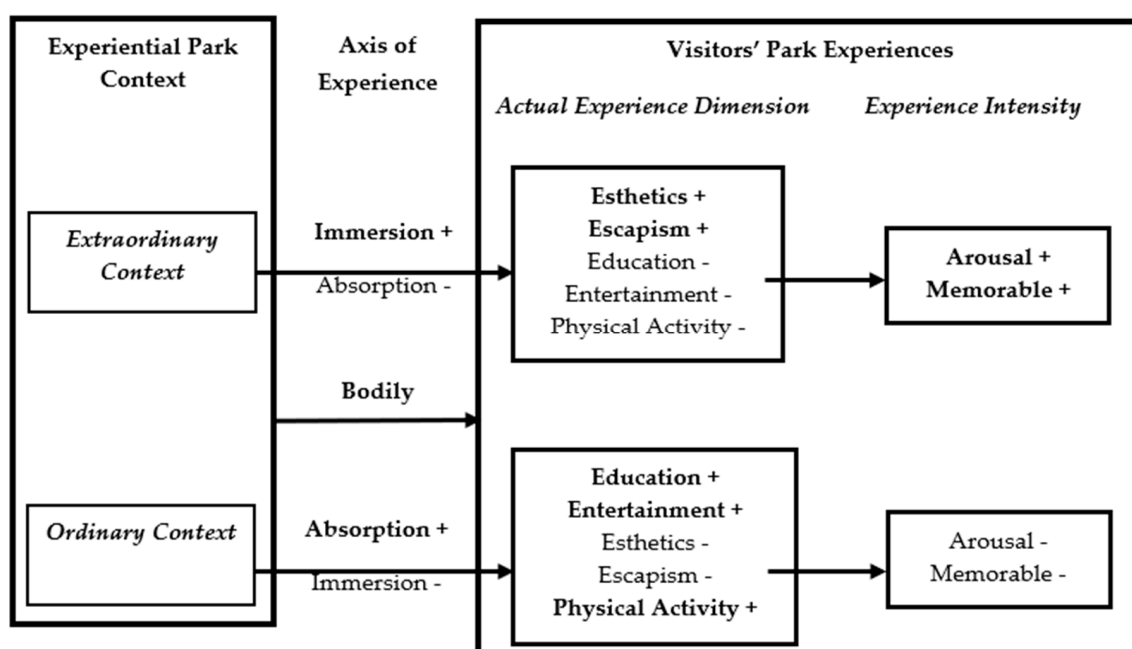 Experiential Park
Context
Axis of
Experience
Visitors' Park Experiences
Actual Experience Dimension
Experience Intensity
Extraordinary
Context
Immersion +
Absorption -
Esthetics +
Escapism +
Education -
Entertainment -
Physical Activity -
Arousal +
Memorable +
Bodily
Ordinary Context
Absorption +
Immersion -
Education +
Entertainment +
Esthetics -
Escapism -
Physical Activity +
Arousal -
Memorable -